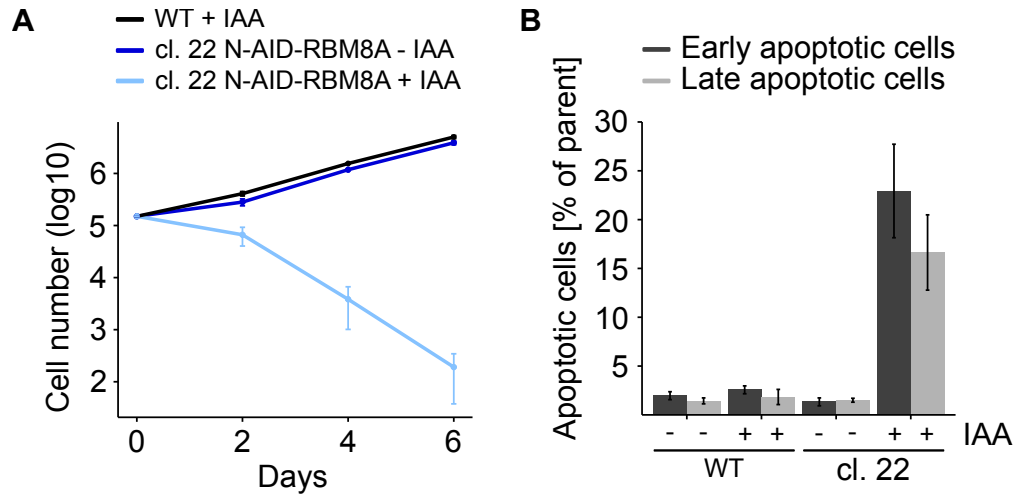 A
WT + IAA
cl. 22 N-AID-RBM8A - IAA
cl. 22 N-AID-RBM8A + IAA
Cell number (log10)
6
5
4
3
2
0 2 4 6
Days
B
Early apoptotic cells
Late apoptotic cells
Apoptotic cells [% of parent]
30
25
20
15
10
5
- - + + - - + + IAA
WT cl. 22